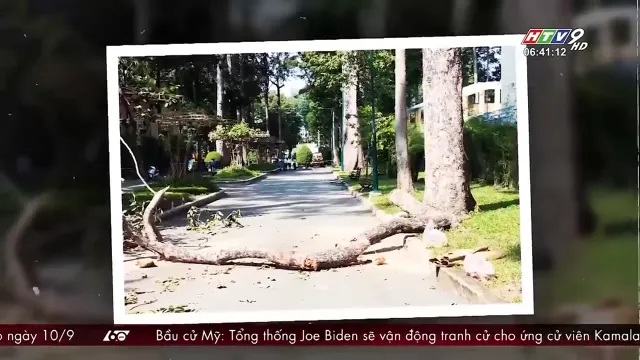 HTV9 HD
06:41:12
o ngày 10/9 60 Bầu cử Mỹ: Tổng thống Joe Biden sẽ vận động tranh cử cho ứng cử viên Kamala